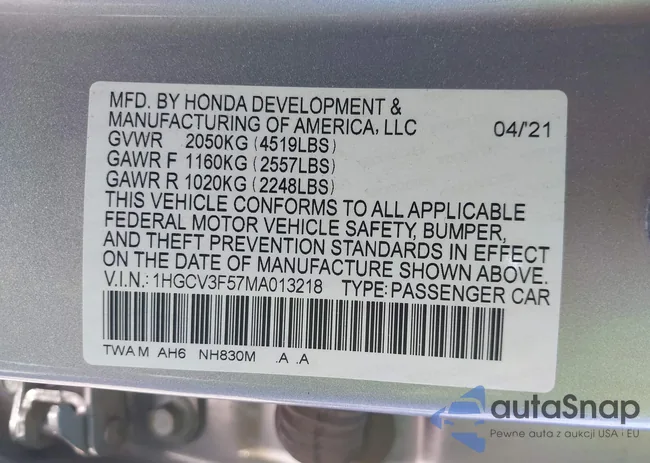 MFD. BY HONDA DEVELOPMENT &
MANUFACTURING OF AMERICA, LLC 04/'21
GVWR 2050KG (4519LBS)
GAWR F 1160KG (2557LBS)
GAWR R 1020KG (2248LBS)
THIS VEHICLE CONFORMS TO ALL APPLICABLE
FEDERAL MOTOR VEHICLE SAFETY, BUMPER,
AND THEFT PREVENTION STANDARDS IN EFFECT
ON THE DATE OF MANUFACTURE SHOWN ABOVE.
V.I.N.: 1HGCV3F57MA013218 TYPE: PASSENGER CAR
TWA M AH6 NH830M .A .A
autaSnap
Pewne auta z aukcji USA i EU